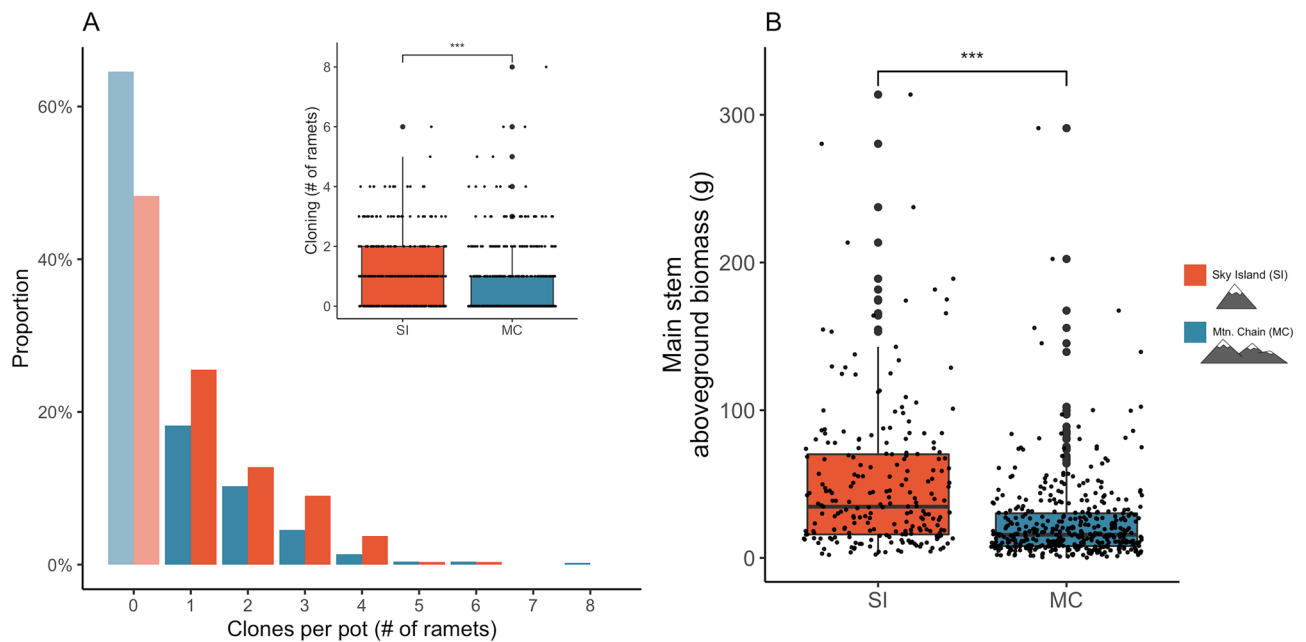 A
Proportion
60%
40%
20%
0%
0 1 2 3 4 5 6 7 8
Clones per pot (# of ramets)
***
Cloning (# of ramets)
8
6
4
2
0
SI MC
B
***
Main stem
aboveground biomass (g)
300
200
100
0
SI MC
Sky Island (SI)
Mtn. Chain (MC)